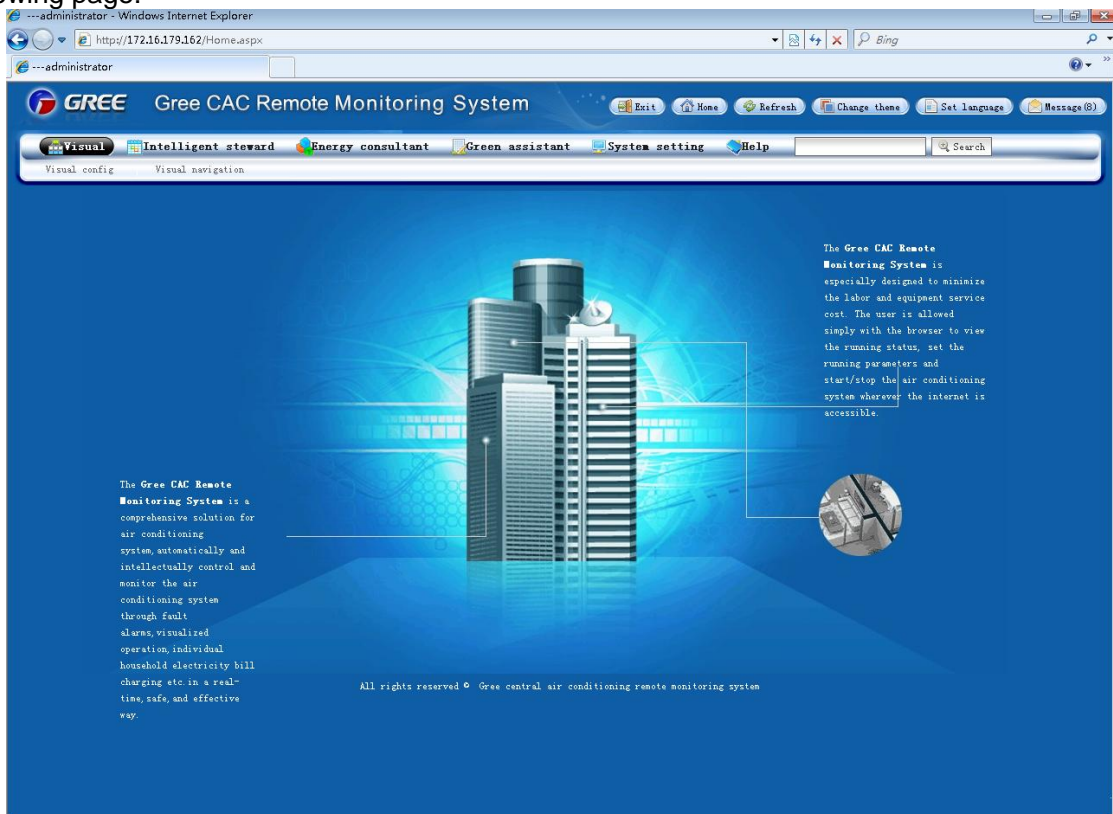 owing page.
---administrator - Windows Internet Explorer
http://172.16.179.162/Home.aspx
Bing
---administrator
GREE Gree CAC Remote Monitoring System
Exit Home Refresh Change theme Set language Message(8)
Visual Intelligent steward Energy consultant Green assistant System setting Help Search
Visual config Visual navigation
The Gree CAC Remote
Monitoring System is
especially designed to minimize
the labor and equipment service
cost. The user is allowed
simply with the browser to view
the running status, set the
running parameters and
start/stop the air conditioning
system wherever the internet is
accessible.
The Gree CAC Remote
Monitoring System is a
comprehensive solution for
air conditioning
system,automatically and
intellectually control and
monitor the air
conditioning system
through fault
alarms,visualized
operation,individual
household electricity bill
charging etc.in a real-
time,safe,and effective
way.
All rights reserved © Gree central air conditioning remote monitoring system